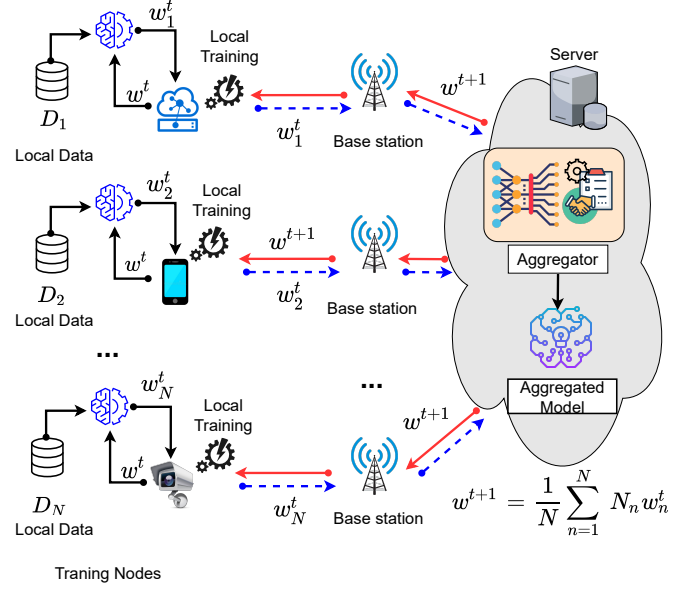 w_1^t
Local
Training
w^t
D_1
Local Data
w_1^t
Base station
w^{t+1}
Server
w_2^t
Local
Training
w^t
D_2
Local Data
w^{t+1}
w_2^t
Base station
Aggregator
...
...
w_N^t
Local
Training
w^t
D_N
Local Data
w_N^t
Base station
w^{t+1}
Aggregated
Model
w^{t+1} = \frac{1}{N} \sum_{n=1}^{N} N_n w_n^t
Traning Nodes